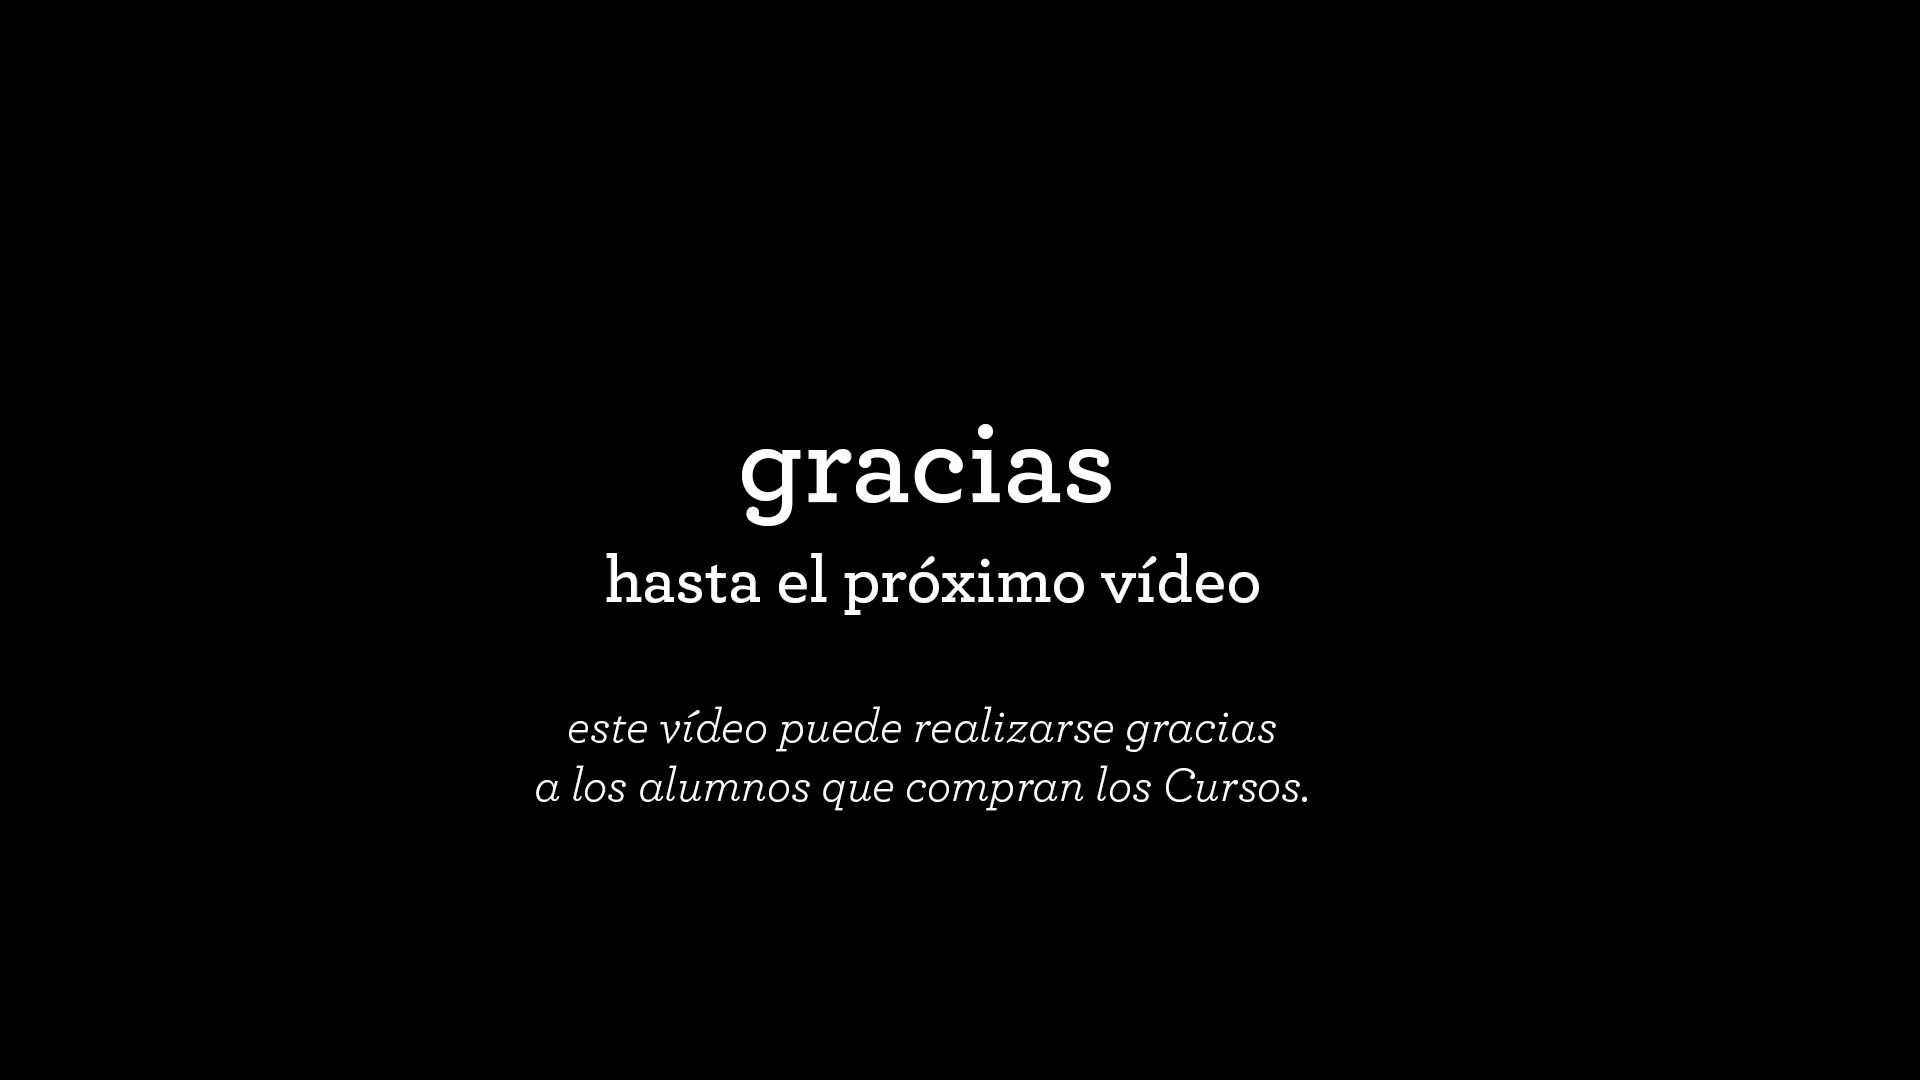 gracias
hasta el próximo vídeo
este vídeo puede realizarse gracias
a los alumnos que compran los Cursos.